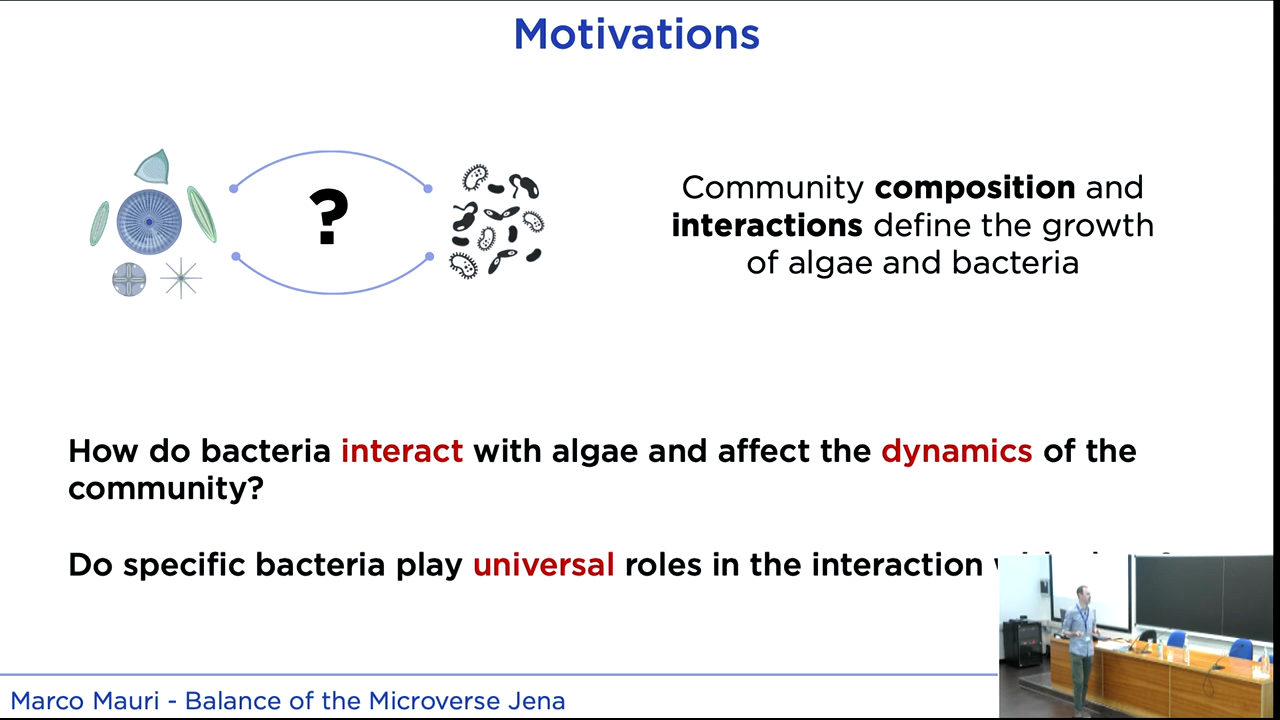 Motivations
?
Community composition and
interactions define the growth
of algae and bacteria
How do bacteria interact with algae and affect the dynamics of the
community?
Do specific bacteria play universal roles in the interaction
Marco Mauri - Balance of the Microverse Jena